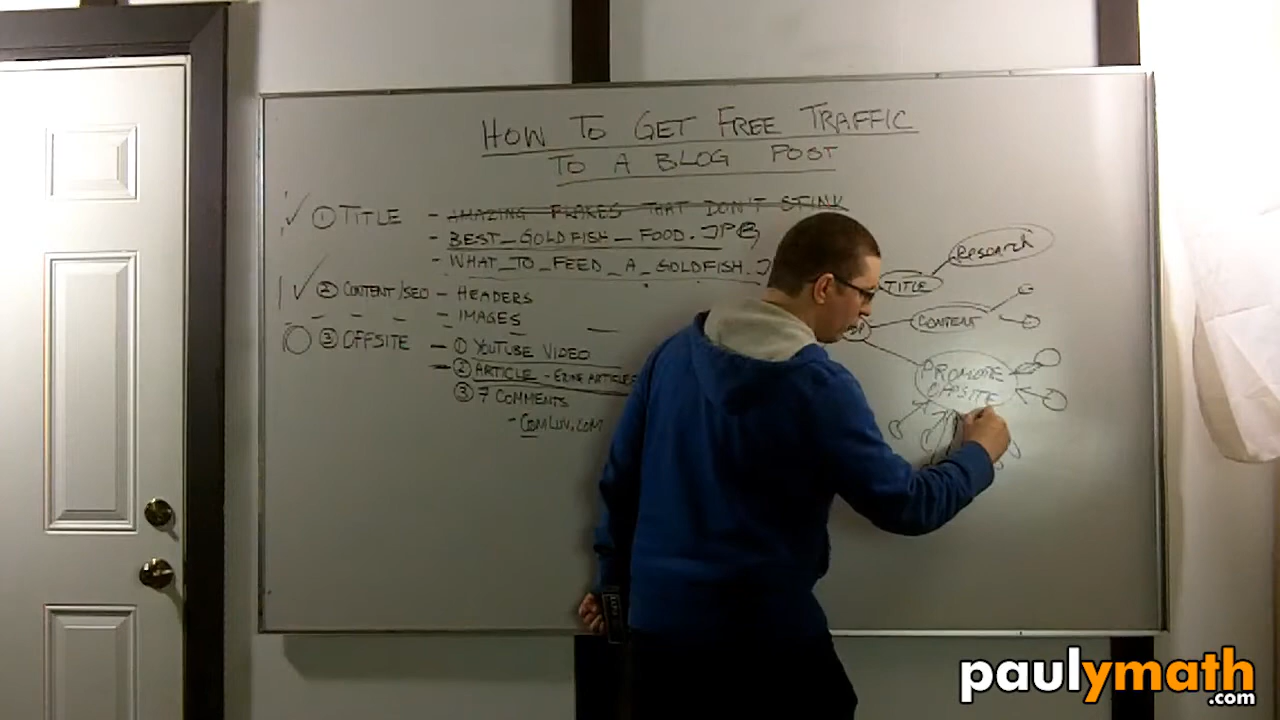 HOW TO GET FREE TRAFFIC
TO A BLOG POST
① TITLE - AMAZING FLAKES THAT DON'T STINK
- BEST_GOLDFISH_FOOD.JPG
- WHAT_TO_FEED_A_GOLDFISH.J
② CONTENT/SEO - HEADERS
- IMAGES
③ OFFSITE - ① YOUTUBE VIDEO
- ② ARTICLE - EZINE ARTICLES
③ 7 COMMENTS
- COMLUV.COM
RESEARCH
TITLE
CONTENT
PROMOTE
OFFSITE
paulymath
.com